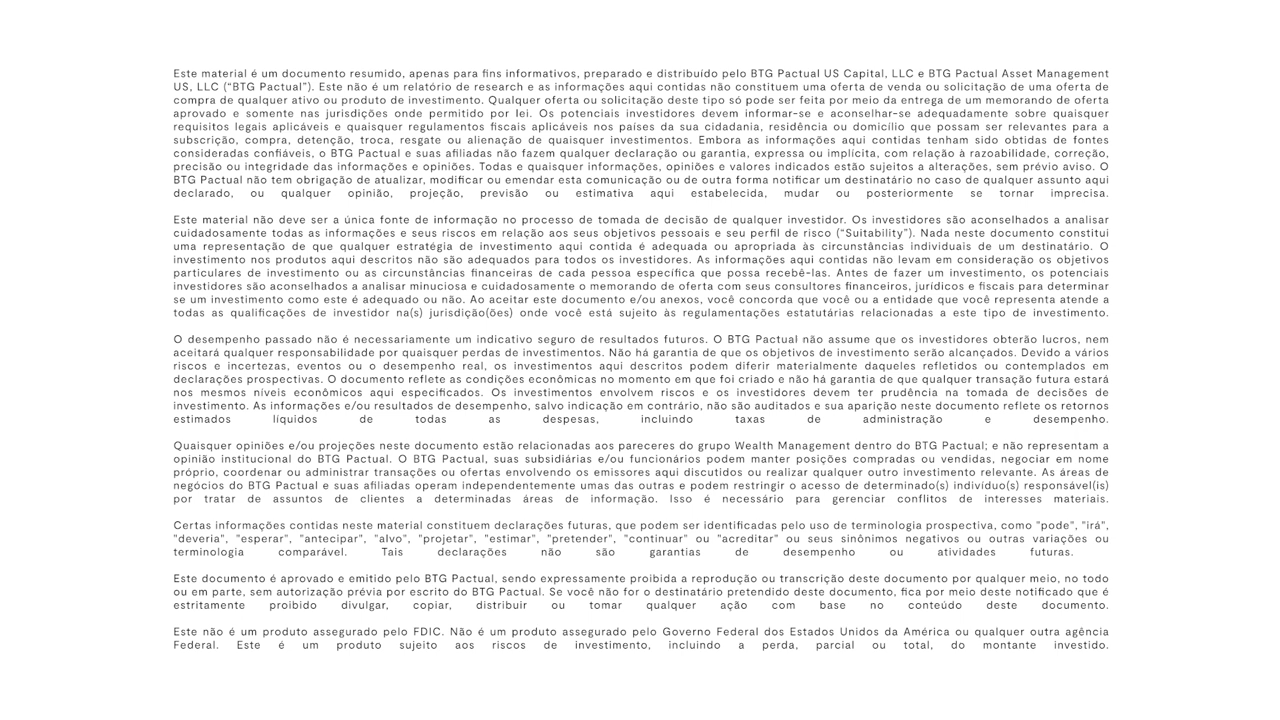 Este material é um documento resumido, apenas para fins informativos, preparado e distribuído pelo BTG Pactual US Capital, LLC e BTG Pactual Asset Management
US, LLC (“BTG Pactual”). Este não é um relatório de research e as informações aqui contidas não constituem uma oferta de venda ou solicitação de uma oferta de
compra de qualquer ativo ou produto de investimento. Qualquer oferta ou solicitação deste tipo só pode ser feita por meio da entrega de um memorando de oferta
aprovado e somente nas jurisdições onde permitido por lei. Os potenciais investidores devem informar-se e aconselhar-se adequadamente sobre quaisquer
requisitos legais aplicáveis e quaisquer regulamentos fiscais aplicáveis nos países da sua cidadania, residência ou domicílio que possam ser relevantes para a
subscrição, compra, detenção, troca, resgate ou alienação de quaisquer investimentos. Embora as informações aqui contidas tenham sido obtidas de fontes
consideradas confiáveis, o BTG Pactual e suas afiliadas não fazem qualquer declaração ou garantia, expressa ou implícita, com relação à razoabilidade, correção,
precisão ou integridade das informações e opiniões. Todas e quaisquer informações, opiniões e valores indicados estão sujeitos a alterações, sem prévio aviso. O
BTG Pactual não tem obrigação de atualizar, modificar ou emendar esta comunicação ou de outra forma notificar um destinatário no caso de qualquer assunto aqui
declarado, ou qualquer opinião, projeção, previsão ou estimativa aqui estabelecida, mudar ou posteriormente se tornar imprecisa.
Este material não deve ser a única fonte de informação no processo de tomada de decisão de qualquer investidor. Os investidores são aconselhados a analisar
cuidadosamente todas as informações e seus riscos em relação aos seus objetivos pessoais e seu perfil de risco (“Suitability”). Nada neste documento constitui
uma representação de que qualquer estratégia de investimento aqui contida é adequada ou apropriada às circunstâncias individuais de um destinatário. O
investimento nos produtos aqui descritos não são adequados para todos os investidores. As informações aqui contidas não levam em consideração os objetivos
particulares de investimento ou as circunstâncias financeiras de cada pessoa específica que possa recebê-las. Antes de fazer um investimento, os potenciais
investidores são aconselhados a analisar minuciosa e cuidadosamente o memorando de oferta com seus consultores financeiros, jurídicos e fiscais para determinar
se um investimento como este é adequado ou não. Ao aceitar este documento e/ou anexos, você concorda que você ou a entidade que você representa atende a
todas as qualificações de investidor na(s) jurisdição(ões) onde você está sujeito às regulamentações estatutárias relacionadas a este tipo de investimento.
O desempenho passado não é necessariamente um indicativo seguro de resultados futuros. O BTG Pactual não assume que os investidores obterão lucros, nem
aceitará qualquer responsabilidade por quaisquer perdas de investimentos. Não há garantia de que os objetivos de investimento serão alcançados. Devido a vários
riscos e incertezas, eventos ou o desempenho real, os investimentos aqui descritos podem diferir materialmente daqueles refletidos ou contemplados em
declarações prospectivas. O documento reflete as condições econômicas no momento em que foi criado e não há garantia de que qualquer transação futura estará
nos mesmos níveis econômicos aqui especificados. Os investimentos envolvem riscos e os investidores devem ter prudência na tomada de decisões de
investimento. As informações e/ou resultados de desempenho, salvo indicação em contrário, não são auditados e sua aparição neste documento reflete os retornos
estimados líquidos de todas as despesas, incluindo taxas de administração e desempenho.
Quaisquer opiniões e/ou projeções neste documento estão relacionadas aos pareceres do grupo Wealth Management dentro do BTG Pactual; e não representam a
opinião institucional do BTG Pactual. O BTG Pactual, suas subsidiárias e/ou funcionários podem manter posições compradas ou vendidas, negociar em nome
próprio, coordenar ou administrar transações ou ofertas envolvendo os emissores aqui discutidos ou realizar qualquer outro investimento relevante. As áreas de
negócios do BTG Pactual e suas afiliadas operam independentemente umas das outras e podem restringir o acesso de determinado(s) indivíduo(s) responsável(is)
por tratar de assuntos de clientes a determinadas áreas de informação. Isso é necessário para gerenciar conflitos de interesses materiais.
Certas informações contidas neste material constituem declarações futuras, que podem ser identificadas pelo uso de terminologia prospectiva, como "pode", "irá",
"deveria", "esperar", "antecipar", "alvo", "projetar", "estimar", "pretender", "continuar" ou "acreditar" ou seus sinônimos negativos ou outras variações ou
terminologia comparável. Tais declarações não são garantias de desempenho ou atividades futuras.
Este documento é aprovado e emitido pelo BTG Pactual, sendo expressamente proibida a reprodução ou transcrição deste documento por qualquer meio, no todo
ou em parte, sem autorização prévia por escrito do BTG Pactual. Se você não for o destinatário pretendido deste documento, fica por meio deste notificado que é
estritamente proibido divulgar, copiar, distribuir ou tomar qualquer ação com base no conteúdo deste documento.
Este não é um produto assegurado pelo FDIC. Não é um produto assegurado pelo Governo Federal dos Estados Unidos da América ou qualquer outra agência
Federal. Este é um produto sujeito aos riscos de investimento, incluindo a perda, parcial ou total, do montante investido.